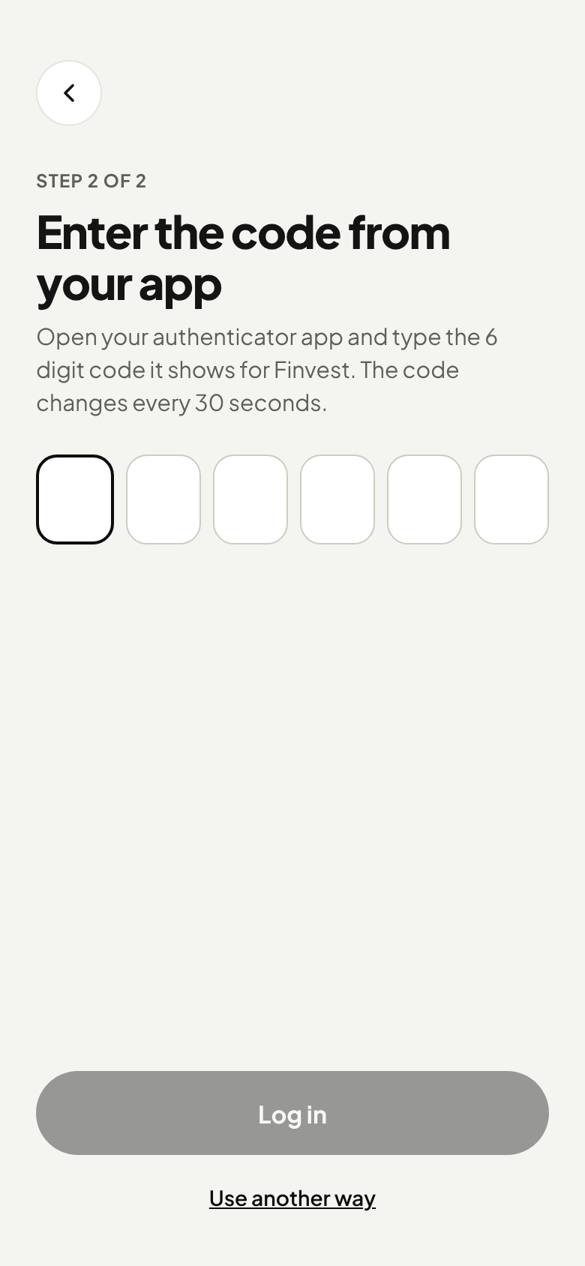 STEP 2 OF 2
Enter the code from
your app
Open your authenticator app and type the 6
digit code it shows for Finvest. The code
changes every 30 seconds.
Log in
Use another way